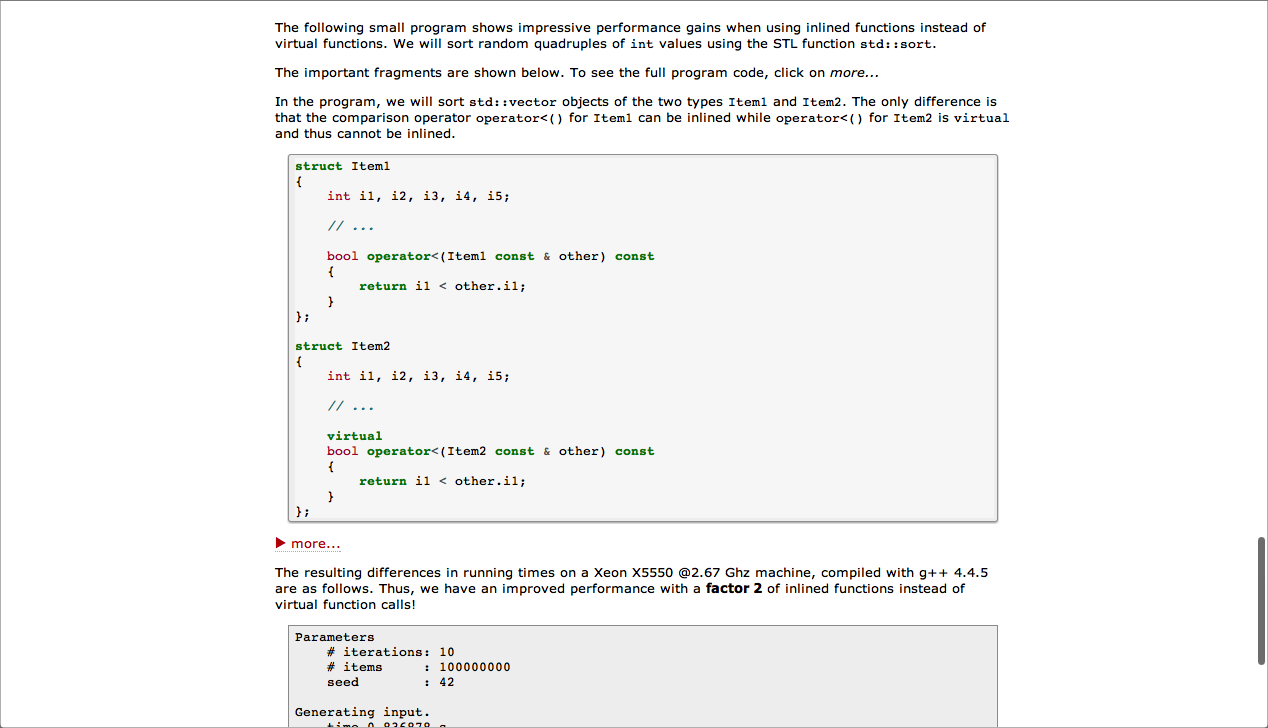 The following small program shows impressive performance gains when using inlined functions instead of
virtual functions. We will sort random quadruples of int values using the STL function std::sort.
The important fragments are shown below. To see the full program code, click on more...
In the program, we will sort std::vector objects of the two types Item1 and Item2. The only difference is
that the comparison operator operator<() for Item1 can be inlined while operator<() for Item2 is virtual
and thus cannot be inlined.
struct Item1
{
    int i1, i2, i3, i4, i5;
    // ...
    bool operator<(Item1 const & other) const
    {
        return i1 < other.i1;
    }
};
struct Item2
{
    int i1, i2, i3, i4, i5;
    // ...
    virtual
    bool operator<(Item2 const & other) const
    {
        return i1 < other.i1;
    }
};
more...
The resulting differences in running times on a Xeon X5550 @2.67 Ghz machine, compiled with g++ 4.4.5
are as follows. Thus, we have an improved performance with a factor 2 of inlined functions instead of
virtual function calls!
Parameters
    # iterations: 10
    # items     : 100000000
    seed        : 42
Generating input.
    time